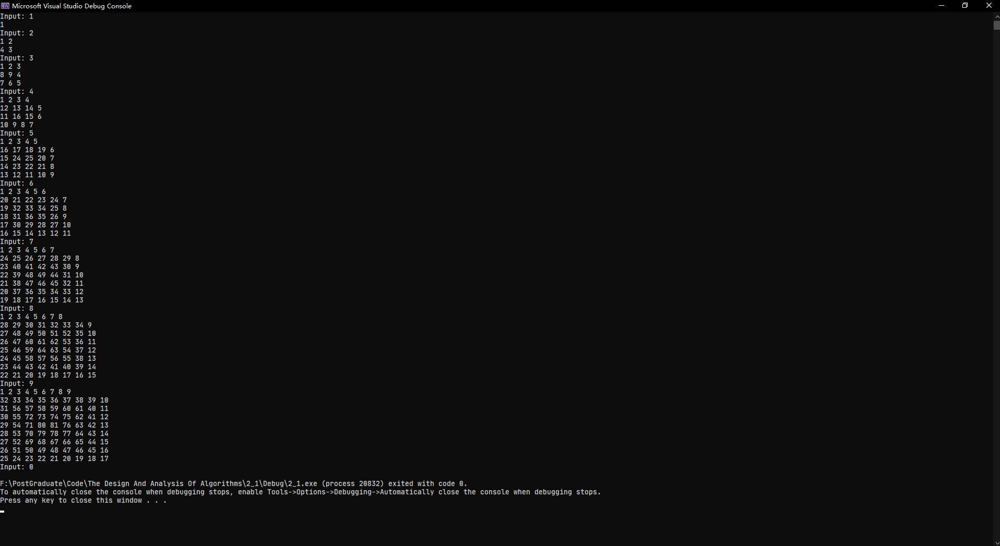 Microsoft Visual Studio Debug Console
Input: 1
1
Input: 2
1 2
4 3
Input: 3
1 2 3
8 9 4
7 6 5
Input: 4
1 2 3 4
12 13 14 5
11 16 15 6
10 9 8 7
Input: 5
1 2 3 4 5
16 17 18 19 6
15 24 25 20 7
14 23 22 21 8
13 12 11 10 9
Input: 6
1 2 3 4 5 6
20 21 22 23 24 7
19 32 33 34 25 8
18 31 36 35 26 9
17 30 29 28 27 10
16 15 14 13 12 11
Input: 7
1 2 3 4 5 6 7
24 25 26 27 28 29 8
23 40 41 42 43 30 9
22 39 48 49 44 31 10
21 38 47 46 45 32 11
20 37 36 35 34 33 12
19 18 17 16 15 14 13
Input: 8
1 2 3 4 5 6 7 8
28 29 30 31 32 33 34 9
27 48 49 50 51 52 35 10
26 47 60 61 62 53 36 11
25 46 59 64 63 54 37 12
24 45 58 57 56 55 38 13
23 44 43 42 41 40 39 14
22 21 20 19 18 17 16 15
Input: 9
1 2 3 4 5 6 7 8 9
32 33 34 35 36 37 38 39 10
31 56 57 58 59 60 61 40 11
30 55 72 73 74 75 62 41 12
29 54 71 80 81 76 63 42 13
28 53 70 79 78 77 64 43 14
27 52 69 68 67 66 65 44 15
26 51 50 49 48 47 46 45 16
25 24 23 22 21 20 19 18 17
Input: 0
F:\PostGraduate\Code\The Design And Analysis Of Algorithms\2_1\Debug\2_1.exe (process 20832) exited with code 0.
To automatically close the console when debugging stops, enable Tools->Options->Debugging->Automatically close the console when debugging stops.
Press any key to close this window . . .